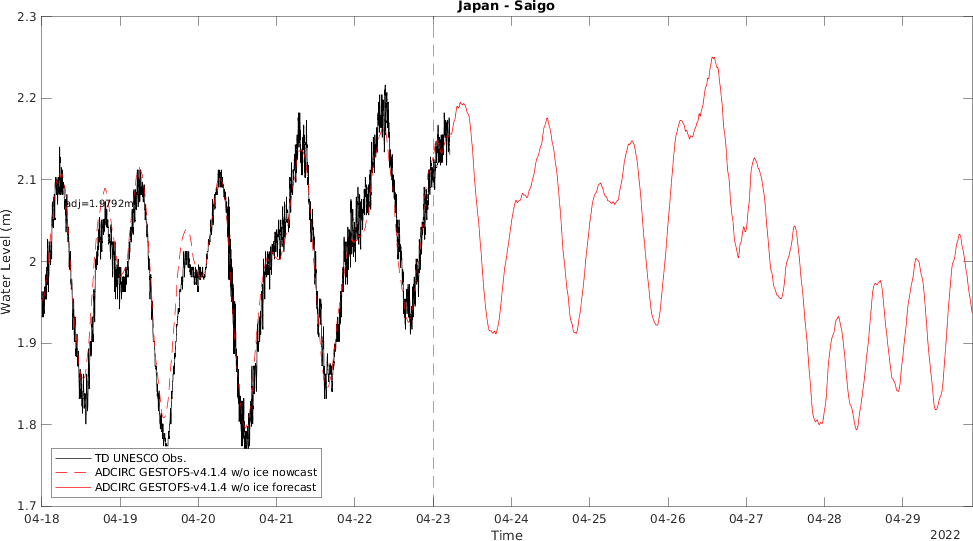 Japan - Saigo
2.3
2.2
2.1
2
1.9
1.8
1.7
Water Level (m)
adj=1.9792m
TD UNESCO Obs.
ADCIRC GESTOFS-v4.1.4 w/o ice nowcast
ADCIRC GESTOFS-v4.1.4 w/o ice forecast
04-18 04-19 04-20 04-21 04-22 04-23 04-24 04-25 04-26 04-27 04-28 04-29
Time
2022